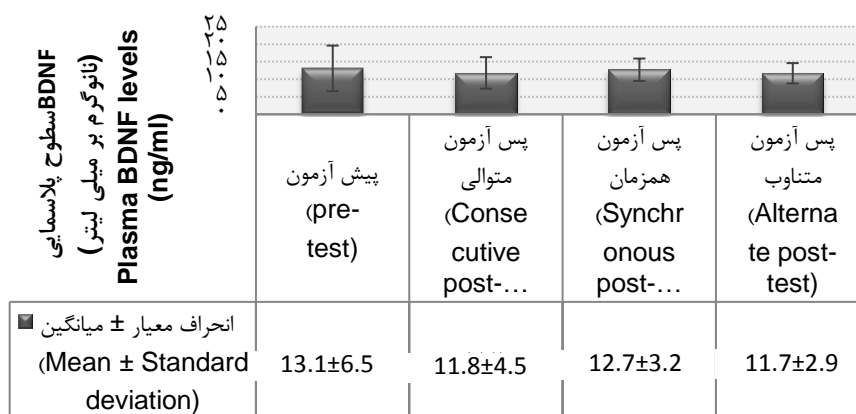 سطوح پلاسمایی BDNF
(نانوگرم بر میلی لیتر)
Plasma BDNF levels
(ng/ml)
۲۵
۲۰
۱۵
۱۰
۵
۰
پیش آزمون
(pre-
test)
پس آزمون
متوالی
(Conse
cutive
post-…
پس آزمون
همزمان
(Synchr
onous
post-…
پس آزمون
متناوب
(Alterna
te post-
test)
انحراف معیار ± میانگین
(Mean ± Standard
deviation)
13.1±6.5
11.8±4.5
12.7±3.2
11.7±2.9